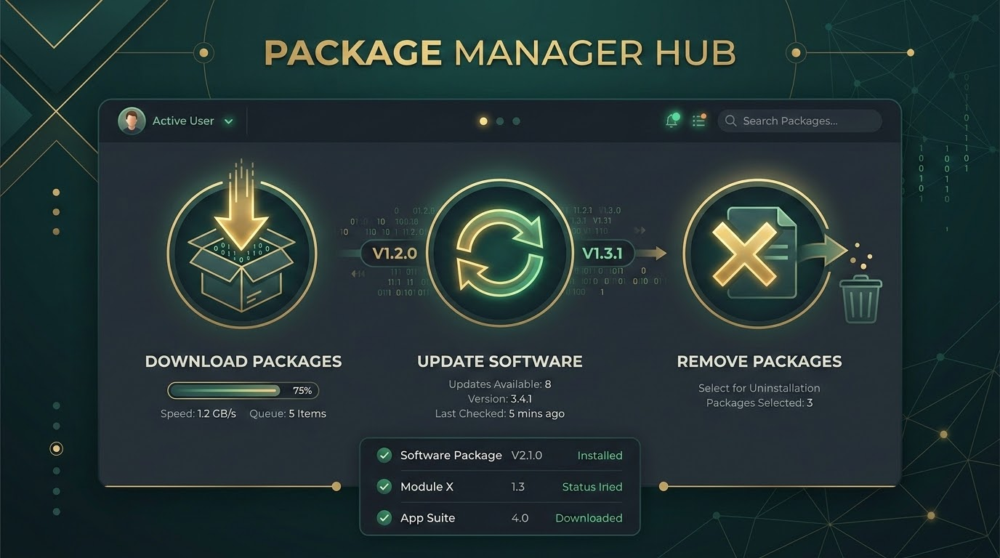 PACKAGE MANAGER HUB
Active User
Search Packages...
V1.2.0
V1.3.1
DOWNLOAD PACKAGES
75%
Speed: 1.2 GB/s Queue: 5 Items
UPDATE SOFTWARE
Updates Available: 8
Version: 3.4.1
Last Checked: 5 mins ago
REMOVE PACKAGES
Select for Uninstallation
Packages Selected: 3
Software Package V2.1.0 Installed
Module X 1.3 Status Iried
App Suite 4.0 Downloaded